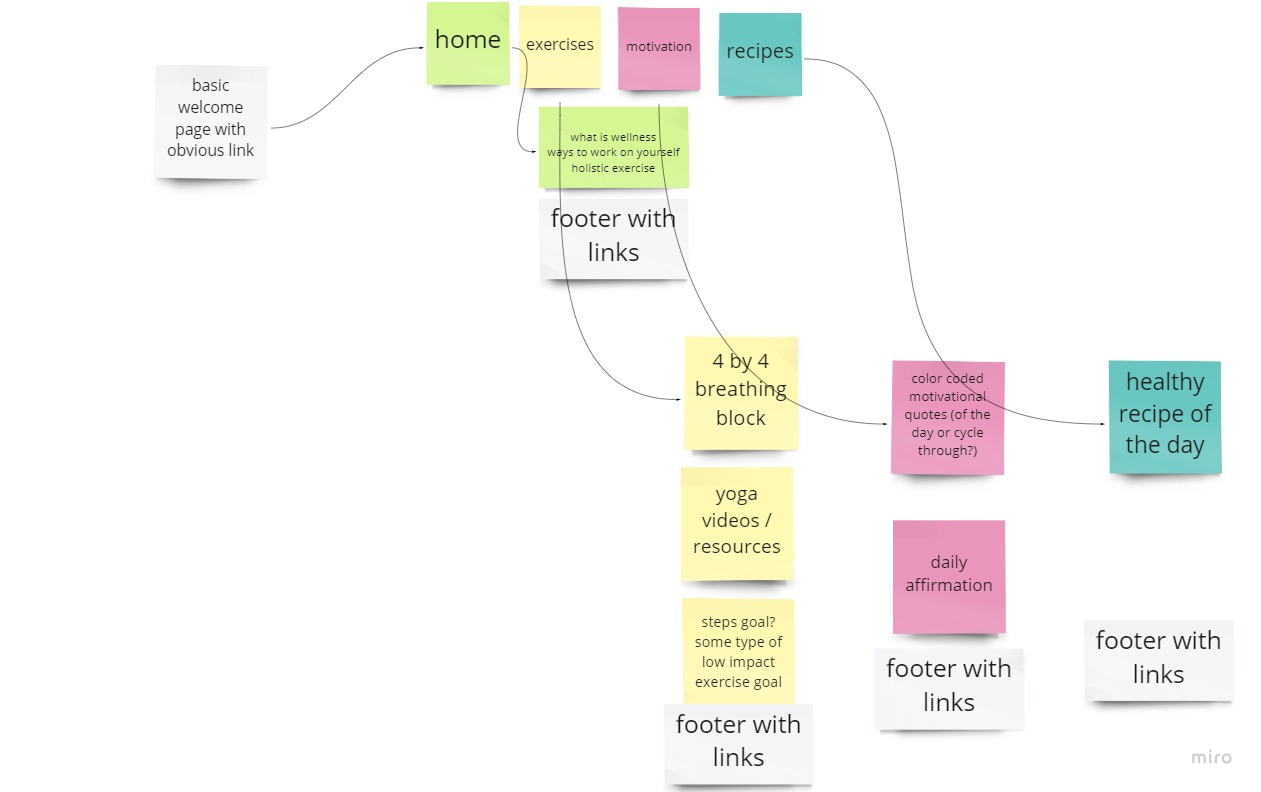 home
exercises
motivation
recipes
basic
welcome
page with
obvious link
what is wellness
ways to work on yourself
holistic exercise
footer with
links
4 by 4
breathing
block
yoga
videos /
resources
steps goal?
some type of
low impact
exercise goal
footer with
links
color coded
motivational
quotes (of the
day or cycle
through?)
daily
affirmation
footer with
links
healthy
recipe of
the day
footer with
links
miro